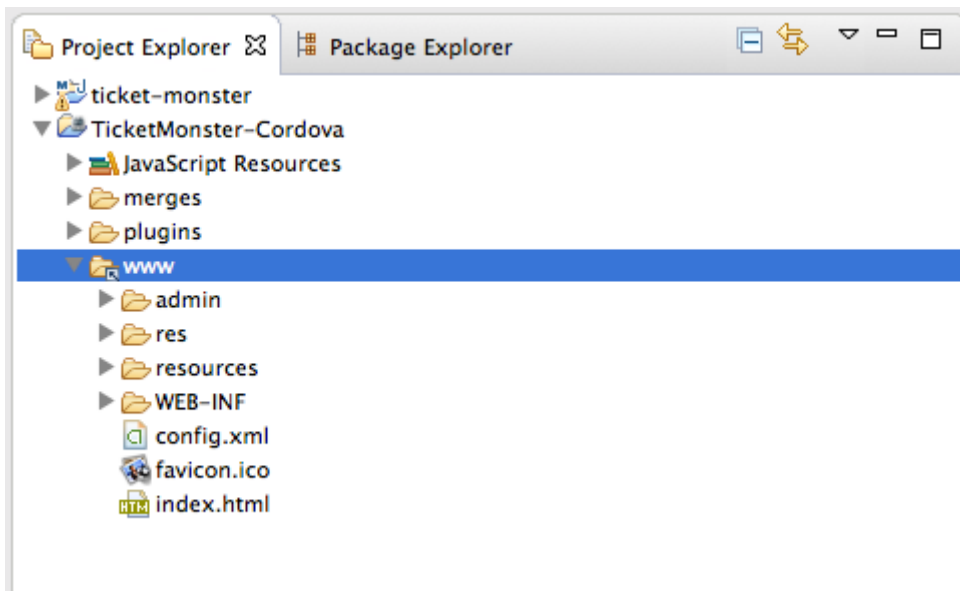 Project Explorer Package Explorer
ticket-monster
TicketMonster-Cordova
JavaScript Resources
merges
plugins
www
admin
res
resources
WEB-INF
config.xml
favicon.ico
index.html